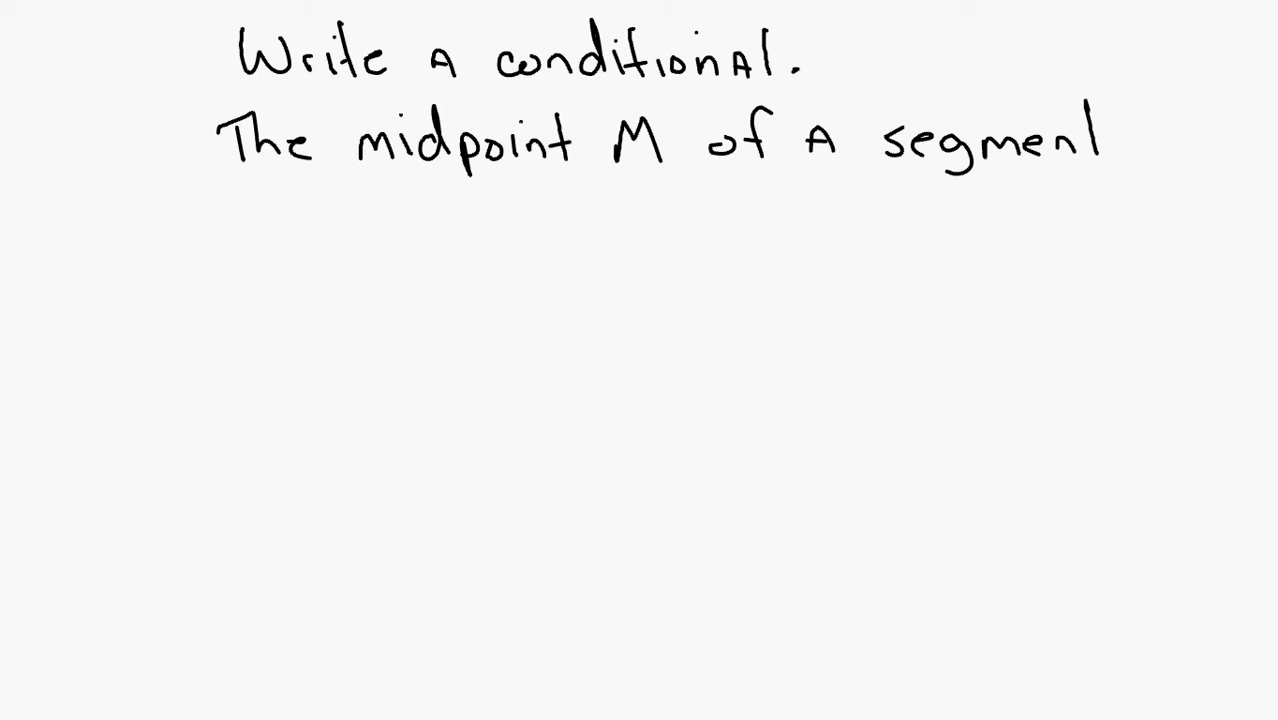 Write a conditional.
The midpoint M of a segment